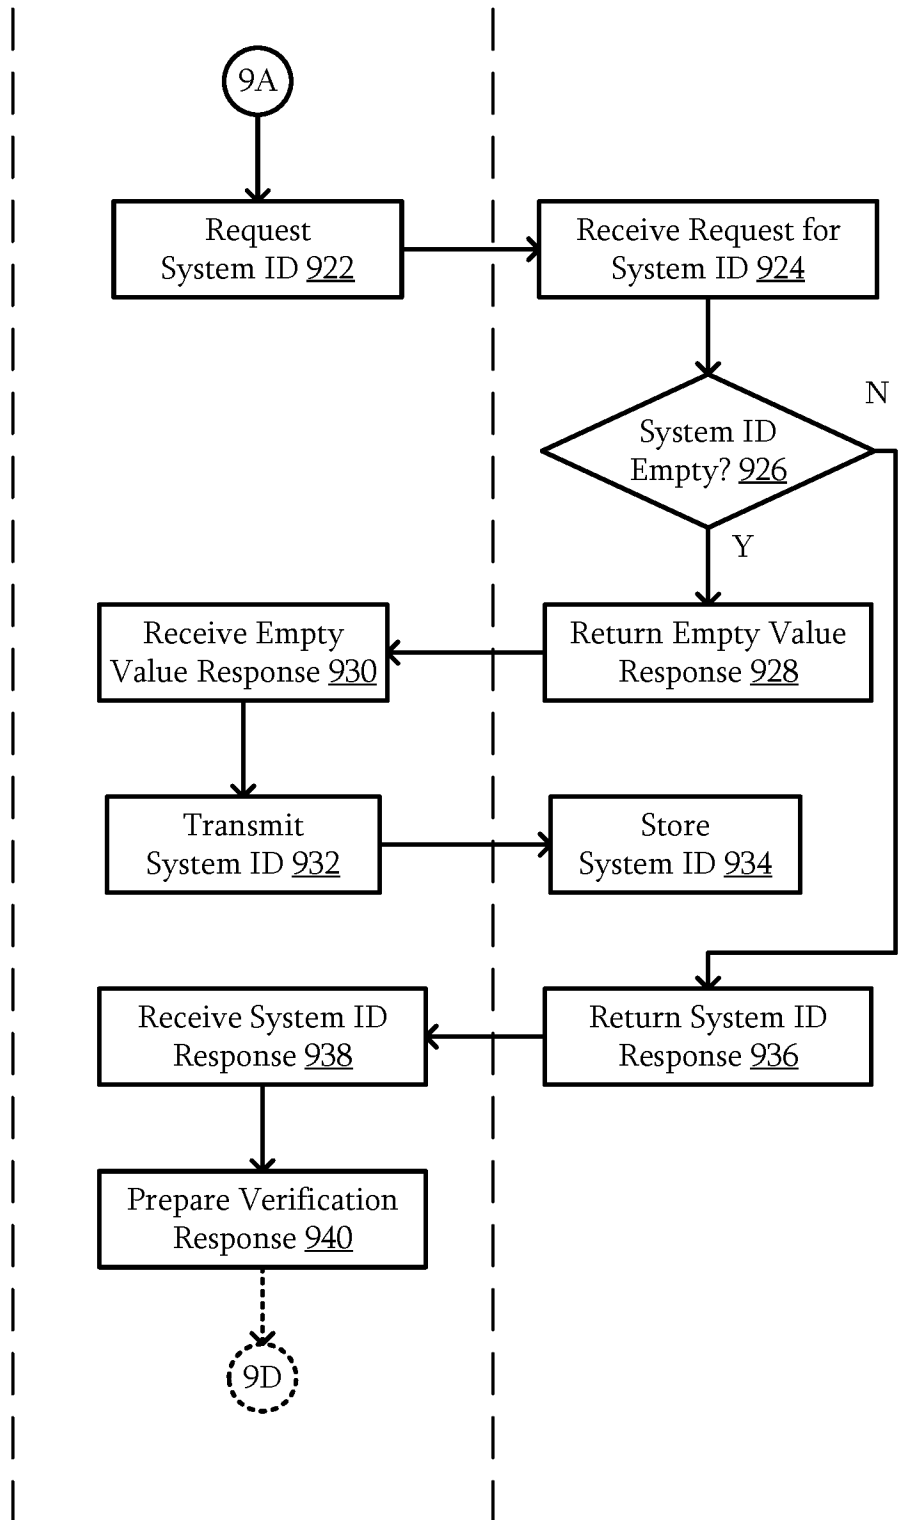 9A
Request
System ID 922
Receive Request for
System ID 924
N
System ID
Empty? 926
Y
Receive Empty
Value Response 930
Return Empty Value
Response 928
Transmit
System ID 932
Store
System ID 934
Receive System ID
Response 938
Return System ID
Response 936
Prepare Verification
Response 940
9D